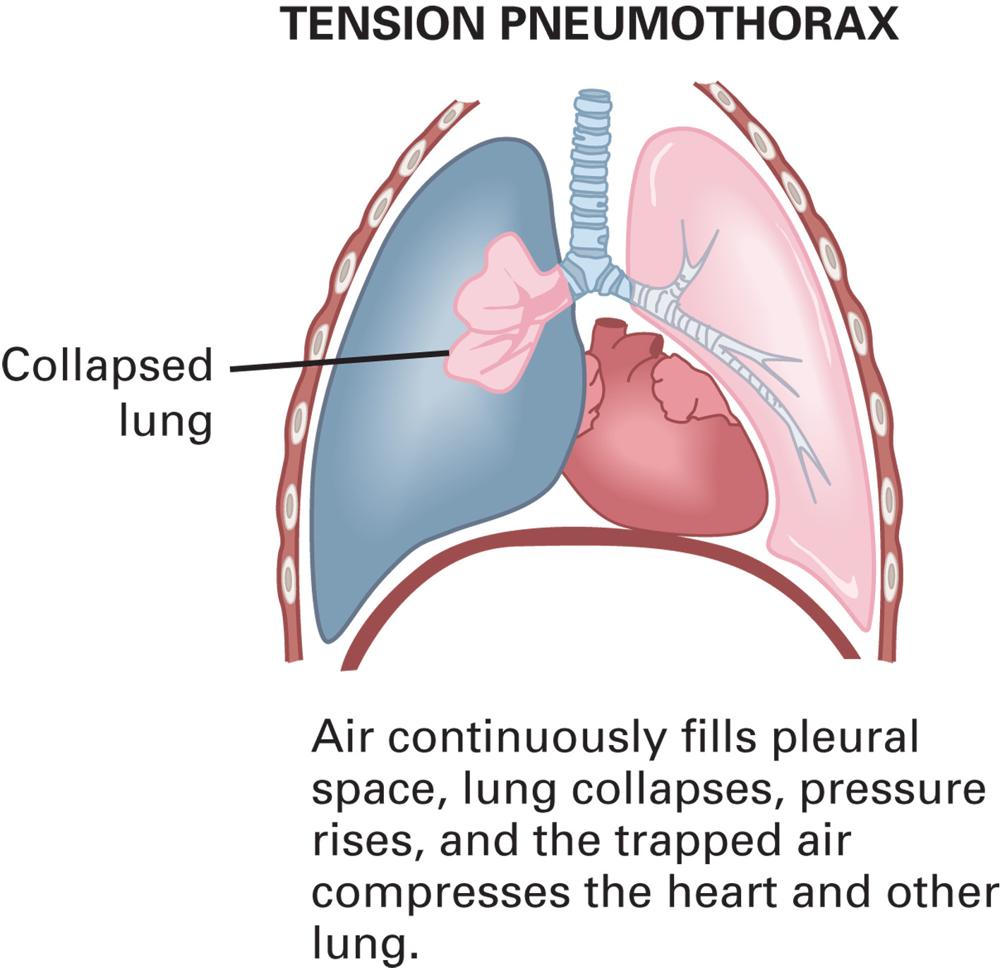 TENSION PNEUMOTHORAX
Collapsed
lung
Air continuously fills pleural
space, lung collapses, pressure
rises, and the trapped air
compresses the heart and other
lung.